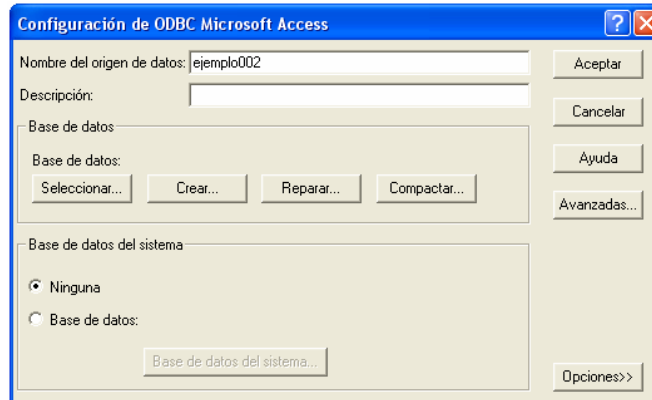 Configuración de ODBC Microsoft Access
Nombre del origen de datos: ejemplo002
Aceptar
Descripción:
Cancelar
Base de datos
Base de datos:
Ayuda
Seleccionar... Crear... Reparar... Compactar...
Avanzadas...
Base de datos del sistema
Ninguna
Base de datos:
Base de datos del sistema...
Opciones>>